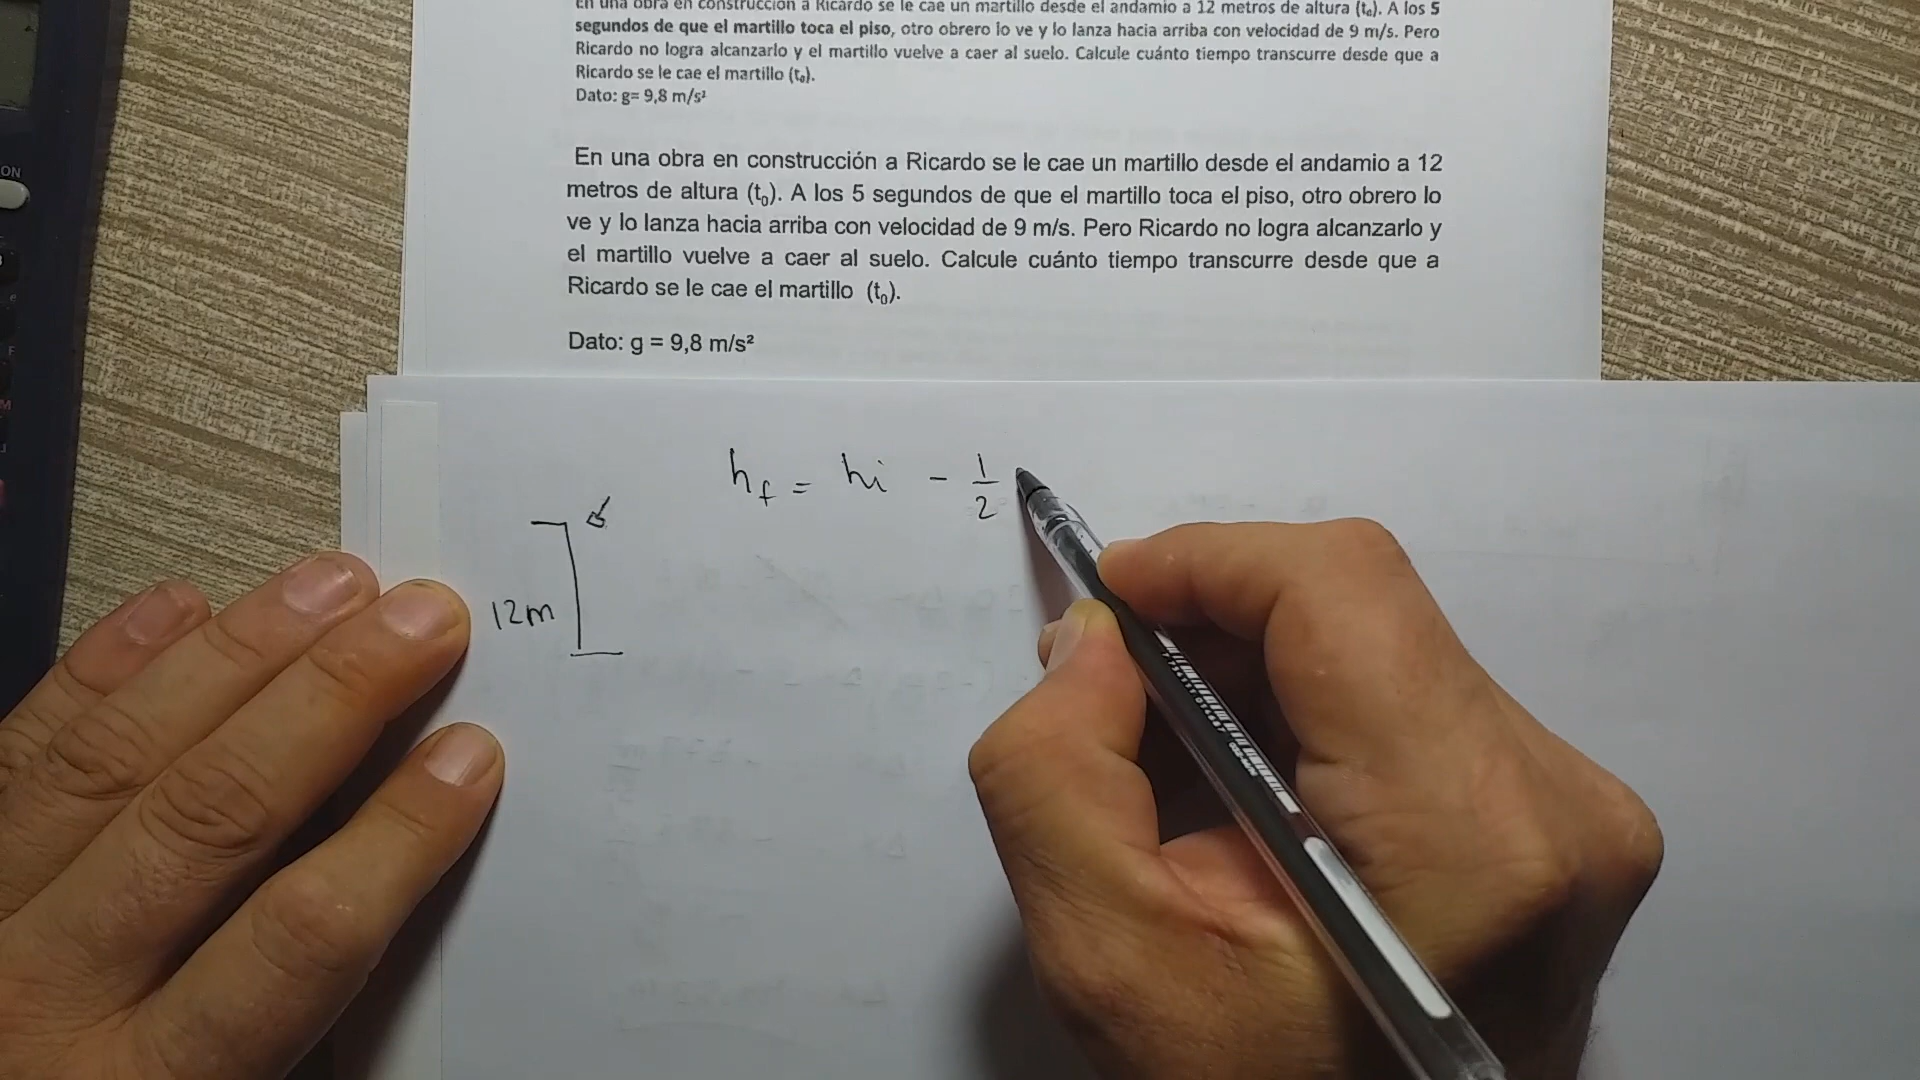 En una obra en construcción a Ricardo se le cae un martillo desde el andamio a 12 metros de altura (t₀). A los 5
segundos de que el martillo toca el piso, otro obrero lo ve y lo lanza hacia arriba con velocidad de 9 m/s. Pero
Ricardo no logra alcanzarlo y el martillo vuelve a caer al suelo. Calcule cuánto tiempo transcurre desde que a
Ricardo se le cae el martillo (t₀).
Dato: g= 9,8 m/s²
En una obra en construcción a Ricardo se le cae un martillo desde el andamio a 12
metros de altura (t₀). A los 5 segundos de que el martillo toca el piso, otro obrero lo
ve y lo lanza hacia arriba con velocidad de 9 m/s. Pero Ricardo no logra alcanzarlo y
el martillo vuelve a caer al suelo. Calcule cuánto tiempo transcurre desde que a
Ricardo se le cae el martillo (t₀).
Dato: g = 9,8 m/s²
h_f = hi - 1/2
12m
ON